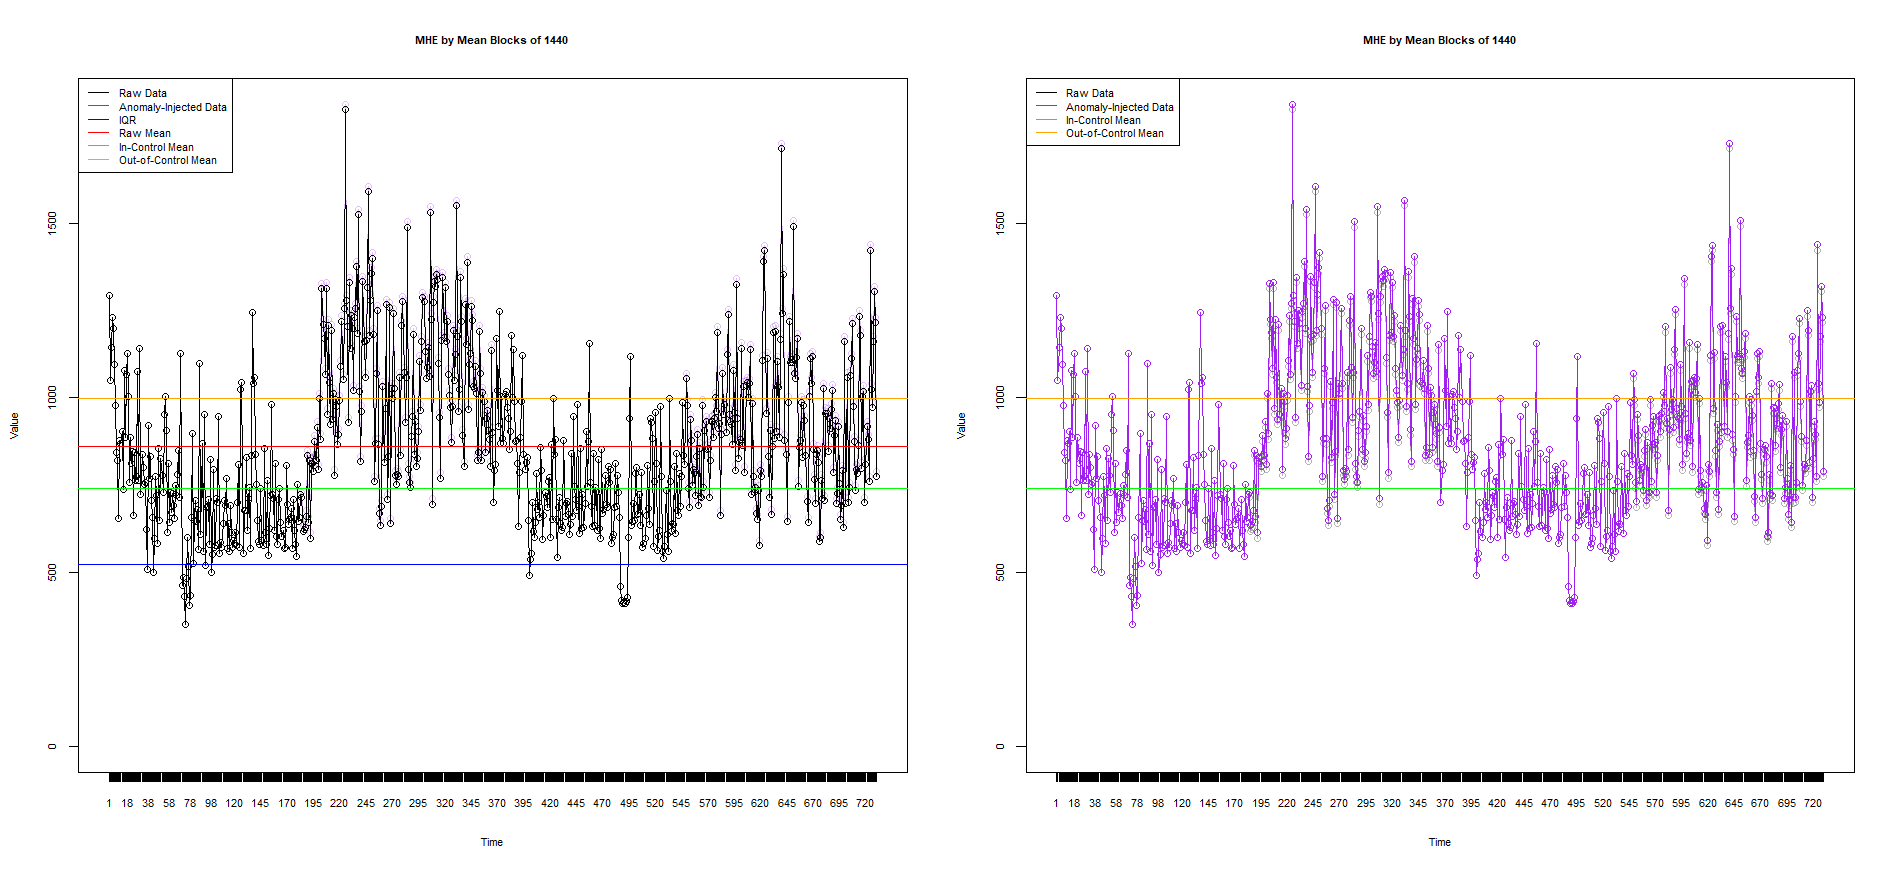 MHE by Mean Blocks of 1440
Raw Data
Anomaly-Injected Data
IQR
Raw Mean
In-Control Mean
Out-of-Control Mean
Value
1500
1000
500
0
1 18 38 58 78 98 120 145 170 195 220 245 270 295 320 345 370 395 420 445 470 495 520 545 570 595 620 645 670 695 720
Time
MHE by Mean Blocks of 1440
Raw Data
Anomaly-Injected Data
In-Control Mean
Out-of-Control Mean
Value
1500
1000
500
0
1 18 38 58 78 98 120 145 170 195 220 245 270 295 320 345 370 395 420 445 470 495 520 545 570 595 620 645 670 695 720
Time